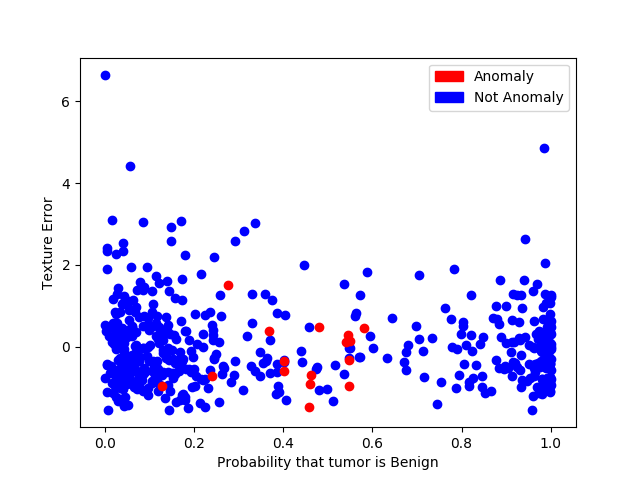 Anomaly
Not Anomaly
6
4
2
0
Texture Error
0.0 0.2 0.4 0.6 0.8 1.0
Probability that tumor is Benign